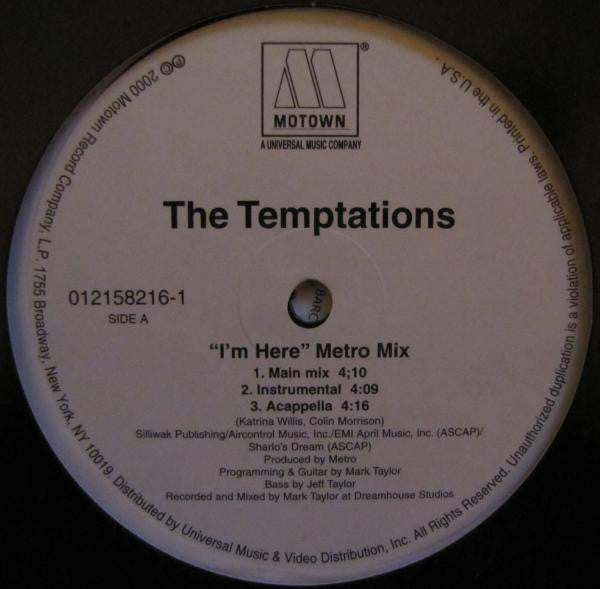 MOTOWN
®
A UNIVERSAL MUSIC COMPANY
The Temptations
012158216-1
SIDE A
BARC
"I'm Here" Metro Mix
1. Main mix 4;10
2. Instrumental 4:09
3. Acappella 4:16
(Katrina Willis, Colin Morrison)
Silliwak Publishing/Aircontrol Music, Inc./EMI April Music, Inc. (ASCAP)/
Sharlo's Dream (ASCAP)
Produced by Metro
Programming & Guitar by Mark Taylor
Bass by Jeff Taylor
Recorded and Mixed by Mark Taylor at Dreamhouse Studios
℗© 2000 Motown Record Company, L.P. 1755 Broadway, New York, NY 10019. Distributed by Universal Music & Video Distribution, Inc. All Rights Reserved. Unauthorized duplication is a violation of applicable laws. Printed in the U.S.A.